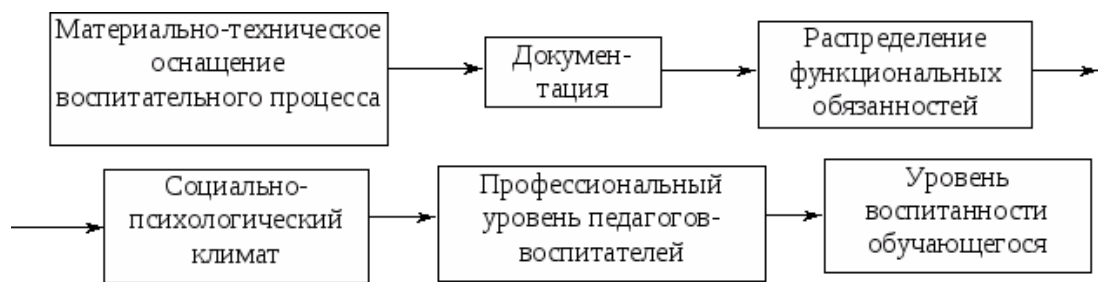 Материально-техническое
оснащение
воспитательного процесса
Докумен-
тация
Распределение
функциональных
обязанностей
Социально-
психологический
климат
Профессиональный
уровень педагогов-
воспитателей
Уровень
воспитанности
обучающегося